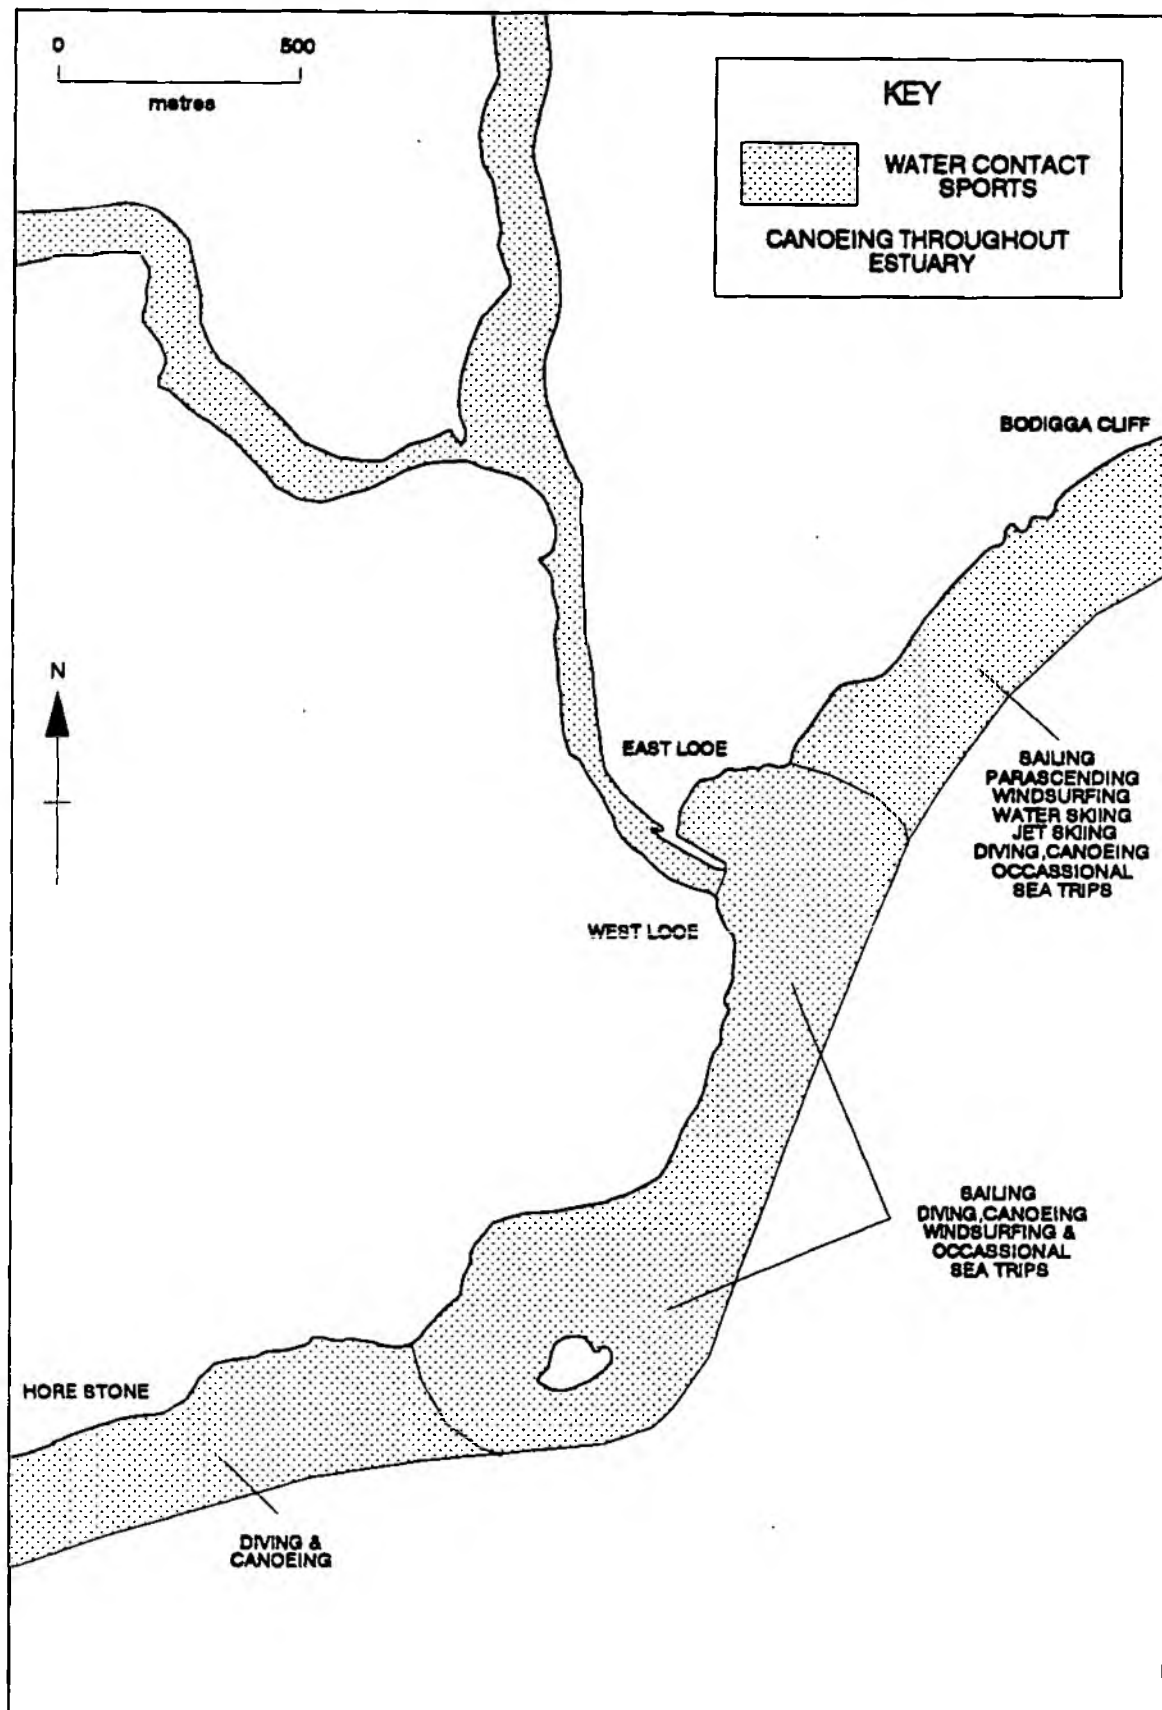 0 500
metres
KEY
WATER CONTACT
SPORTS
CANOEING THROUGHOUT
ESTUARY
BODIGGA CLIFF
N
EAST LOOE
SAILING
PARASCENDING
WINDSURFING
WATER SKIING
JET SKIING
DIVING, CANOEING
OCCASSIONAL
SEA TRIPS
WEST LOOE
SAILING
DIVING, CANOEING
WINDSURFING &
OCCASSIONAL
SEA TRIPS
HORE STONE
DIVING &
CANOEING